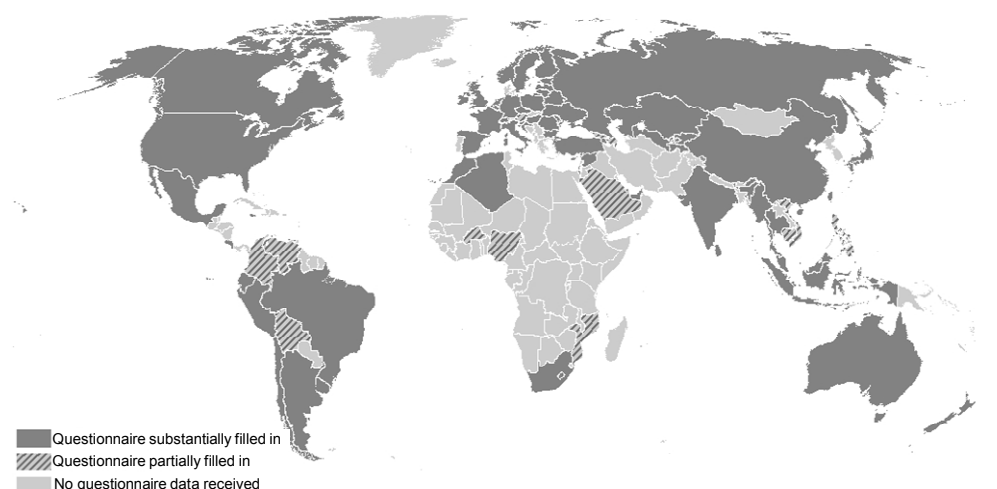 Questionnaire substantially filled in
Questionnaire partially filled in
No questionnaire data received